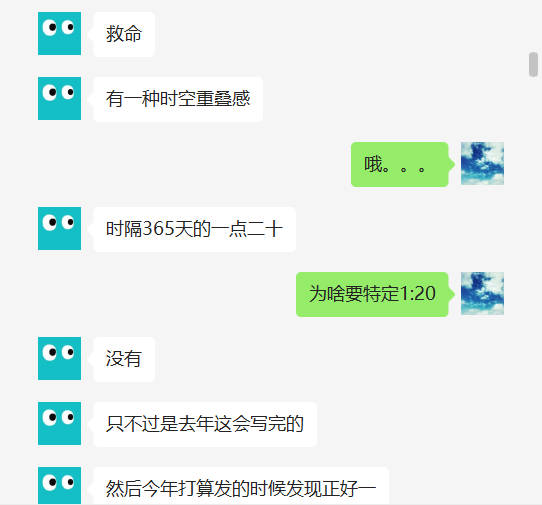 救命
有一种时空重叠感
哦。。。
时隔365天的一点二十
为啥要特定1:20
没有
只不过是去年这会写完的
然后今年打算发的时候发现正好一